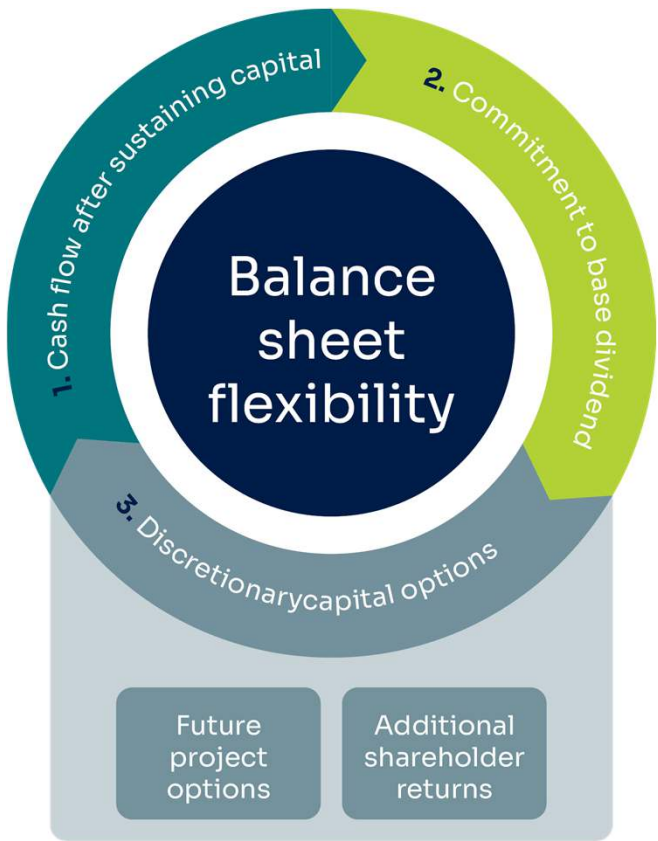 1. Cash flow after sustaining capital
2. Commitment to base dividend
Balance
sheet
flexibility
3. Discretionarycapital options
Future
project
options
Additional
shareholder
returns